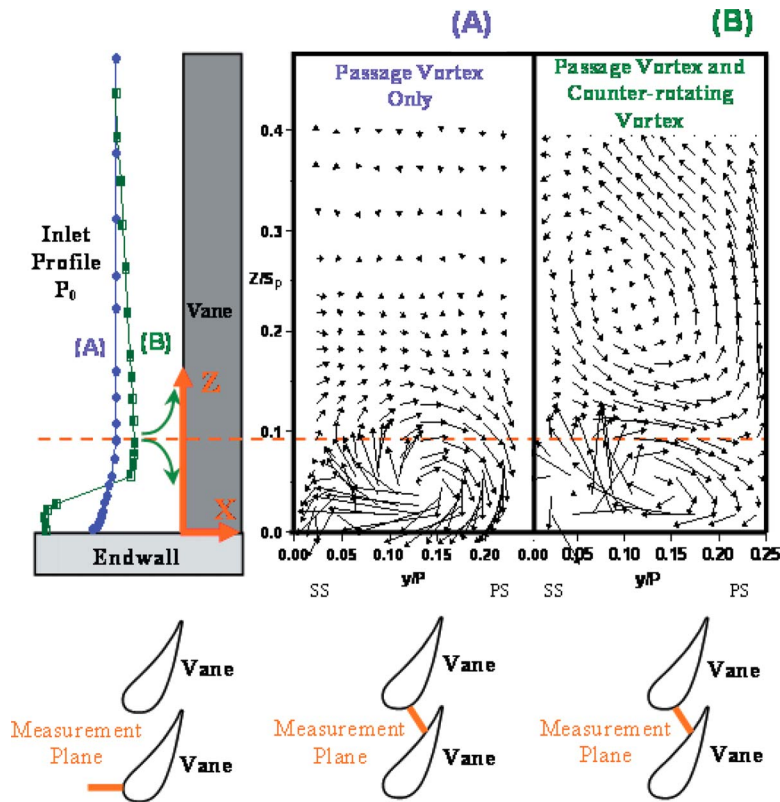 (A)
(B)
Passage Vortex
Only
Passage Vortex and
Counter-rotating
Vortex
Inlet
Profile
P0
(A)
(B)
Vane
Z
X
Endwall
Z/Sp
0.4
0.3
0.2
0.1
0.0
0.00 0.05 0.10 0.15 0.20 0.00 0.05 0.10 0.15 0.20 0.25
y/P
y/P
SS
PS
SS
PS
Vane
Measurement
Plane
Vane
Vane
Measurement
Plane
Vane
Vane
Measurement
Plane
Vane